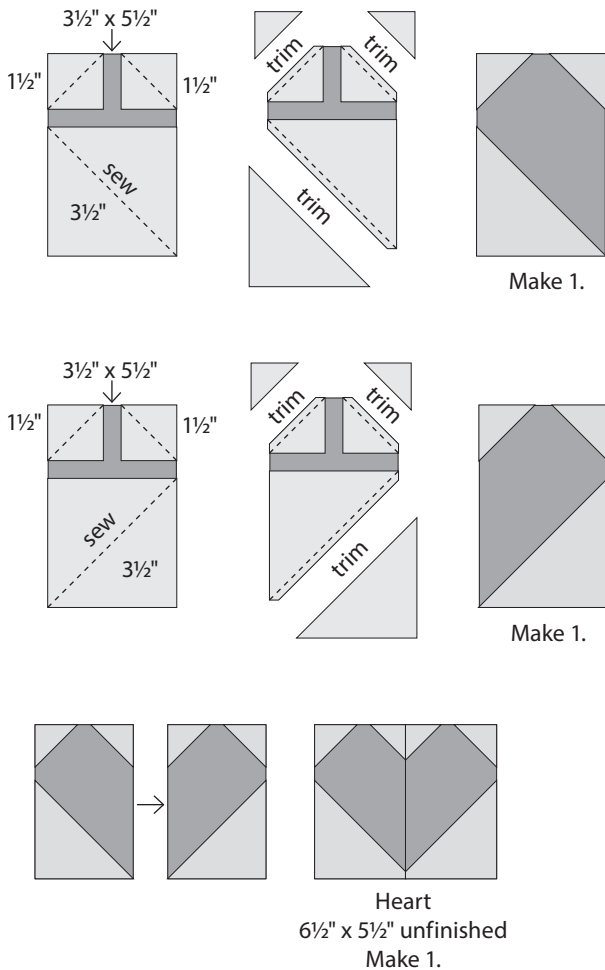 3½" x 5½"
1½"
1½"
sew
3½"
trim
trim
trim
Make 1.
3½" x 5½"
1½"
1½"
sew
3½"
trim
trim
trim
Make 1.
Heart
6½" x 5½" unfinished
Make 1.